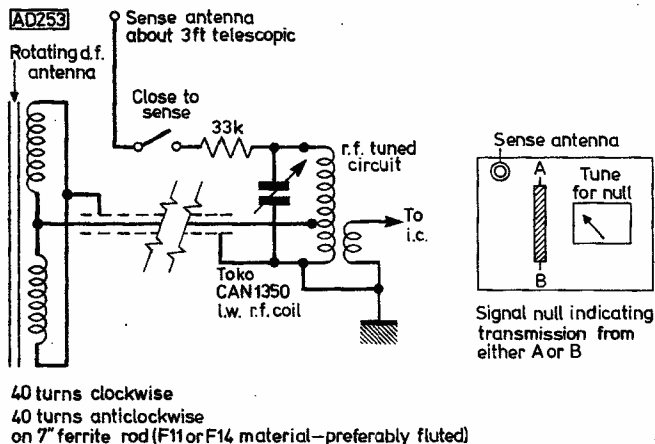 AD253
Sense antenna
about 3ft telescopic
Rotating d.f.
antenna
Close to
sense
33k
r.f. tuned
circuit
To
i.c.
Toko
CAN1350
l.w. r.f. coil
Sense antenna
A
Tune
for null
B
Signal null indicating
transmission from
either A or B
40 turns clockwise
40 turns anticlockwise
on 7" ferrite rod (F11 or F14 material-preferably fluted)